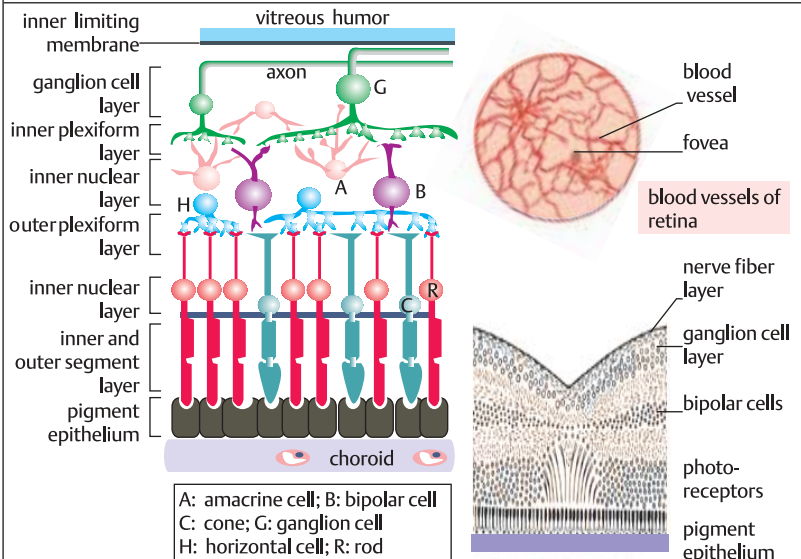 vitreous humor
inner limiting
membrane
axon
ganglion cell
layer
G
inner plexiform
layer
inner nuclear
layer
A
B
H
outer plexiform
layer
inner nuclear
layer
R
C
inner and
outer segment
layer
pigment
epithelium
choroid
A: amacrine cell; B: bipolar cell
C: cone; G: ganglion cell
H: horizontal cell; R: rod
blood
vessel
fovea
blood vessels of
retina
nerve fiber
layer
ganglion cell
layer
bipolar cells
photo-
receptors
pigment
epithelium